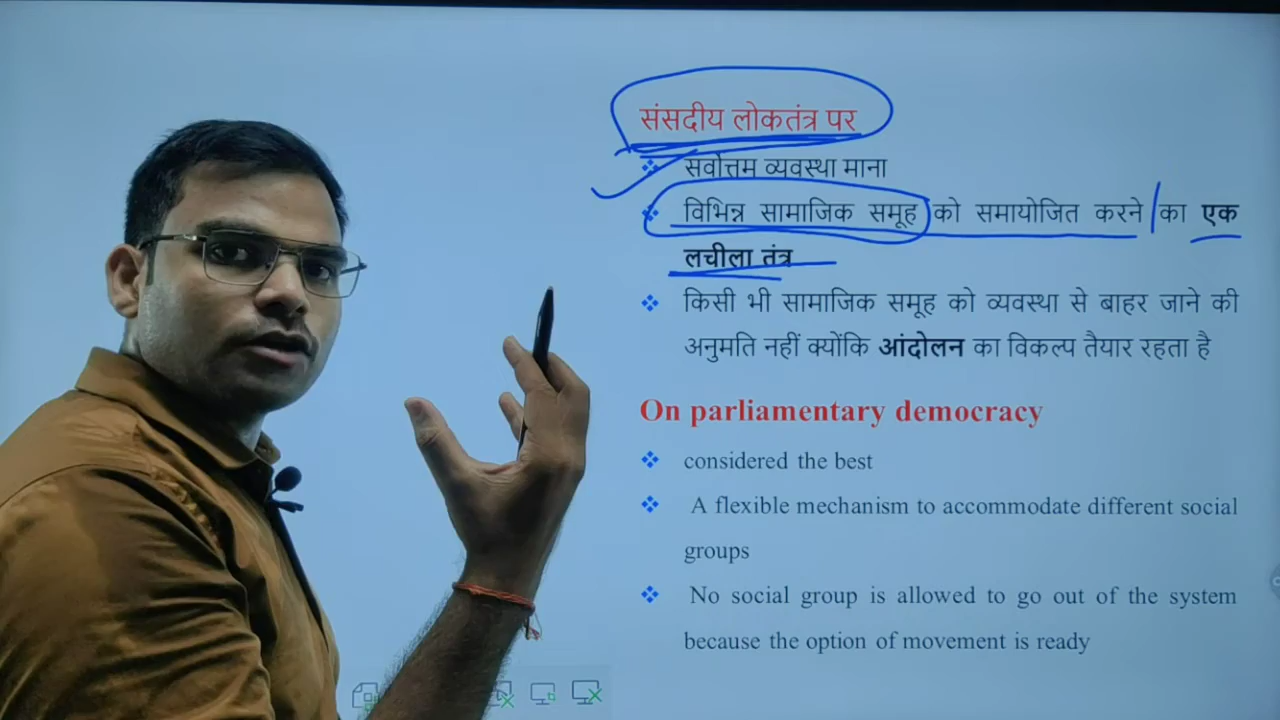 संसदीय लोकतंत्र पर
सर्वोत्तम व्यवस्था माना
विभिन्न सामाजिक समूह को समायोजित करने का एक
लचीला तंत्र
किसी भी सामाजिक समूह को व्यवस्था से बाहर जाने की
अनुमति नहीं क्योंकि आंदोलन का विकल्प तैयार रहता है
On parliamentary democracy
considered the best
A flexible mechanism to accommodate different social
groups
No social group is allowed to go out of the system
because the option of movement is ready